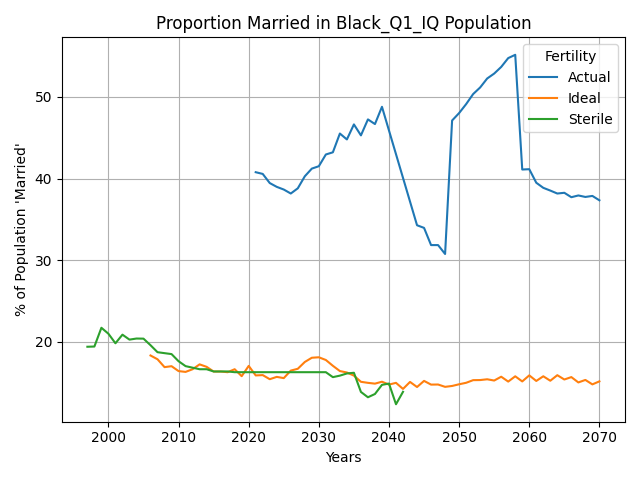 Proportion Married in Black_Q1_IQ Population
% of Population 'Married'
50
40
30
20
Fertility
Actual
Ideal
Sterile
2000 2010 2020 2030 2040 2050 2060 2070
Years